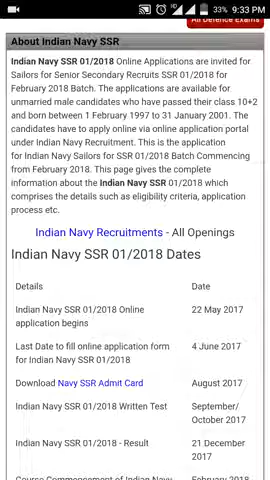 33% 9:33 PM
All Defence Exams
About Indian Navy SSR
Indian Navy SSR 01/2018 Online Applications are invited for
Sailors for Senior Secondary Recruits SSR 01/2018 for
February 2018 Batch. The applications are available for
unmarried male candidates who have passed their class 10+2
and born between 1 February 1997 to 31 January 2001. The
candidates have to apply online via online application portal
under Indian Navy Recruitment. This is the application
for Indian Navy Sailors for SSR 01/2018 Batch Commencing
from February 2018. This page gives the complete
information about the Indian Navy SSR 01/2018 which
comprises the details such as eligibility criteria, application
process etc.
Indian Navy Recruitments - All Openings
Indian Navy SSR 01/2018 Dates
Details Date
Indian Navy SSR 01/2018 Online 22 May 2017
application begins
Last Date to fill online application form 4 June 2017
for Indian Navy SSR 01/2018
Download Navy SSR Admit Card August 2017
Indian Navy SSR 01/2018 Written Test September/
October 2017
Indian Navy SSR 01/2018 - Result 21 December
2017
Course Commencement of Indian Navy February 2018